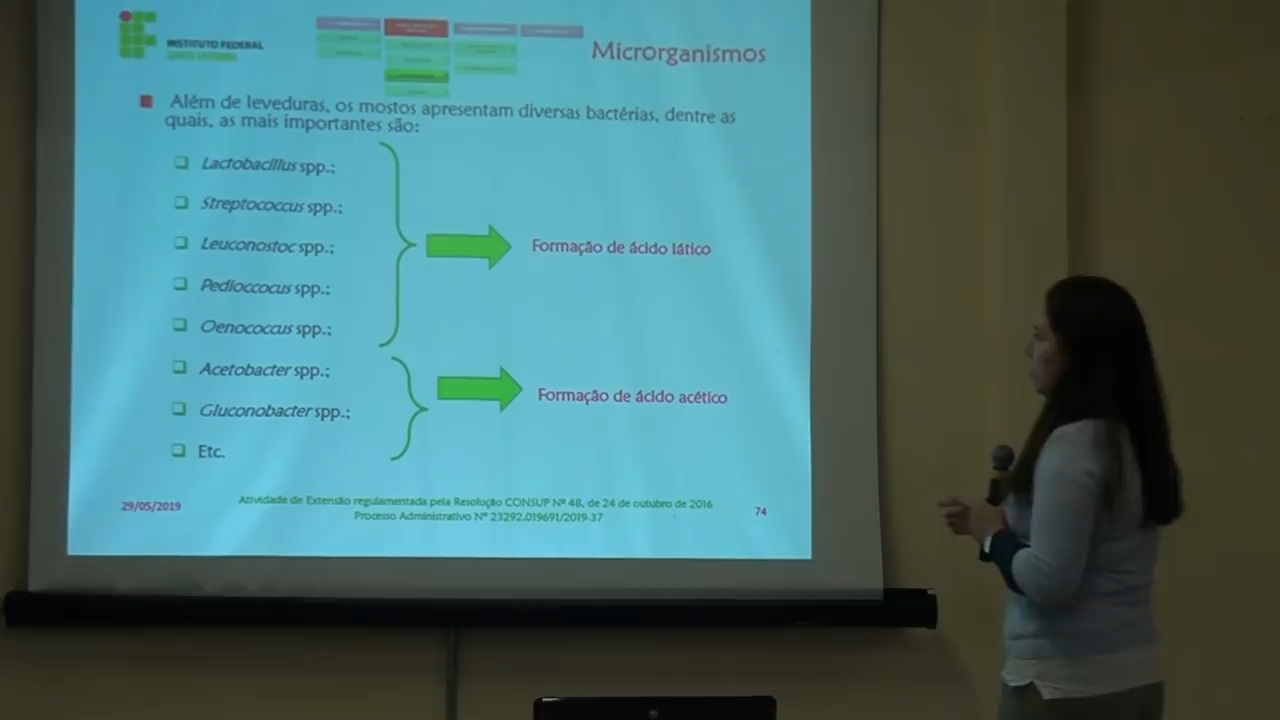 INSTITUTO FEDERAL
SANTA CATARINA
Microrganismos
Além de leveduras, os mostos apresentam diversas bactérias, dentre as
quais, as mais importantes são:
Lactobacillus spp.;
Streptococcus spp.;
Leuconostoc spp.;
Pedioccocus spp.;
Oenococcus spp.;
Formação de ácido lático
Acetobacter spp.;
Gluconobacter spp.;
Etc.
Formação de ácido acético
29/05/2019
Atividade de Extensão regulamentada pela Resolução CONSUP Nº 48, de 24 de outubro de 2016
Processo Administrativo Nº 23292.019691/2019-37
74